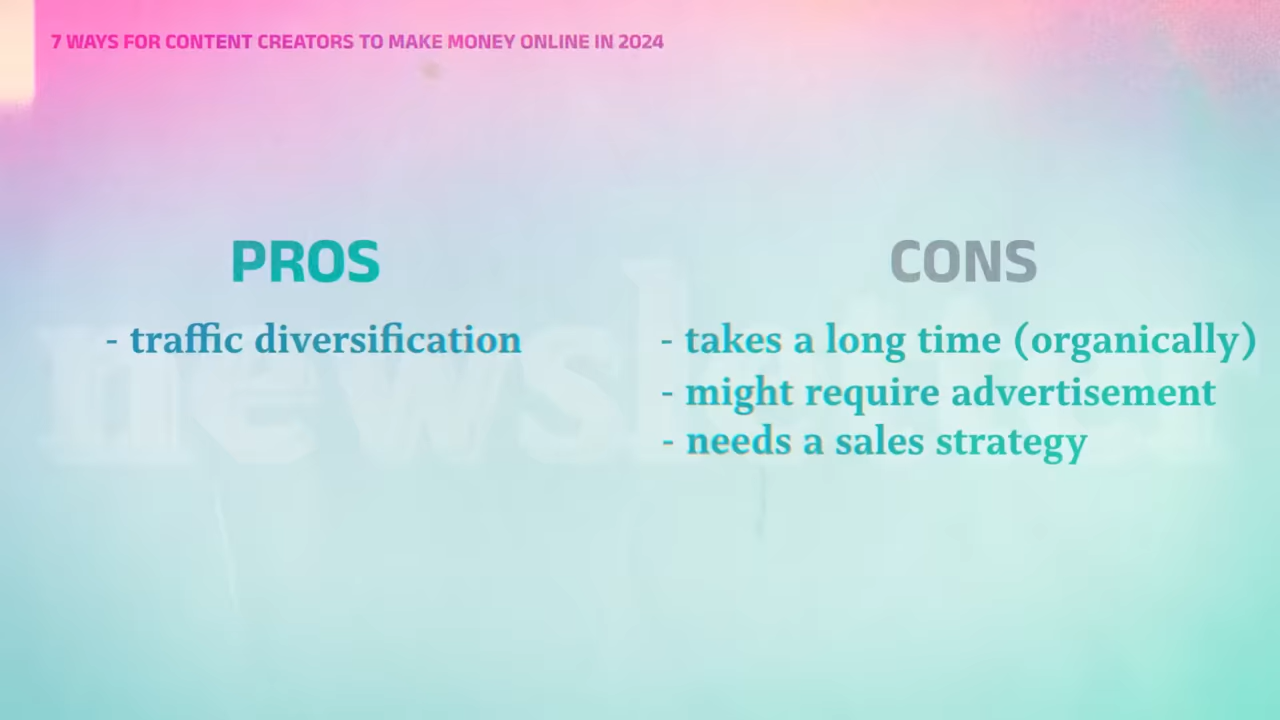 7 WAYS FOR CONTENT CREATORS TO MAKE MONEY ONLINE IN 2024
PROS
- traffic diversification
CONS
- takes a long time (organically)
- might require advertisement
- needs a sales strategy
newsletter